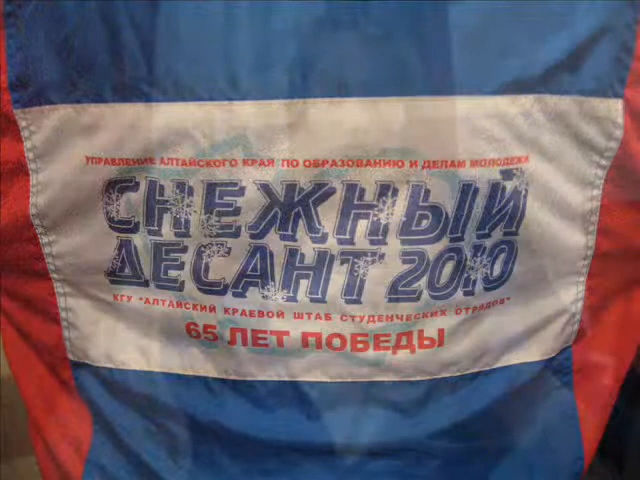 УПРАВЛЕНИЕ АЛТАЙСКОГО КРАЯ ПО ОБРАЗОВАНИЮ И ДЕЛАМ МОЛОДЕЖИ
СНЕЖНЫЙ
ДЕСАНТ 2010
КГУ "АЛТАЙСКИЙ КРАЕВОЙ ШТАБ СТУДЕНЧЕСКИХ ОТРЯДОВ"
65 ЛЕТ ПОБЕДЫ